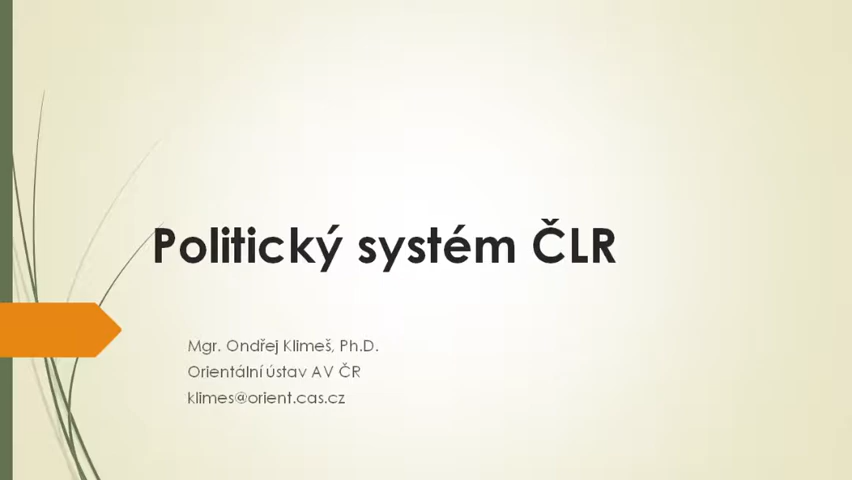 Politický systém ČLR
Mgr. Ondřej Klimeš, Ph.D.
Orientální ústav AV ČR
klimes@orient.cas.cz